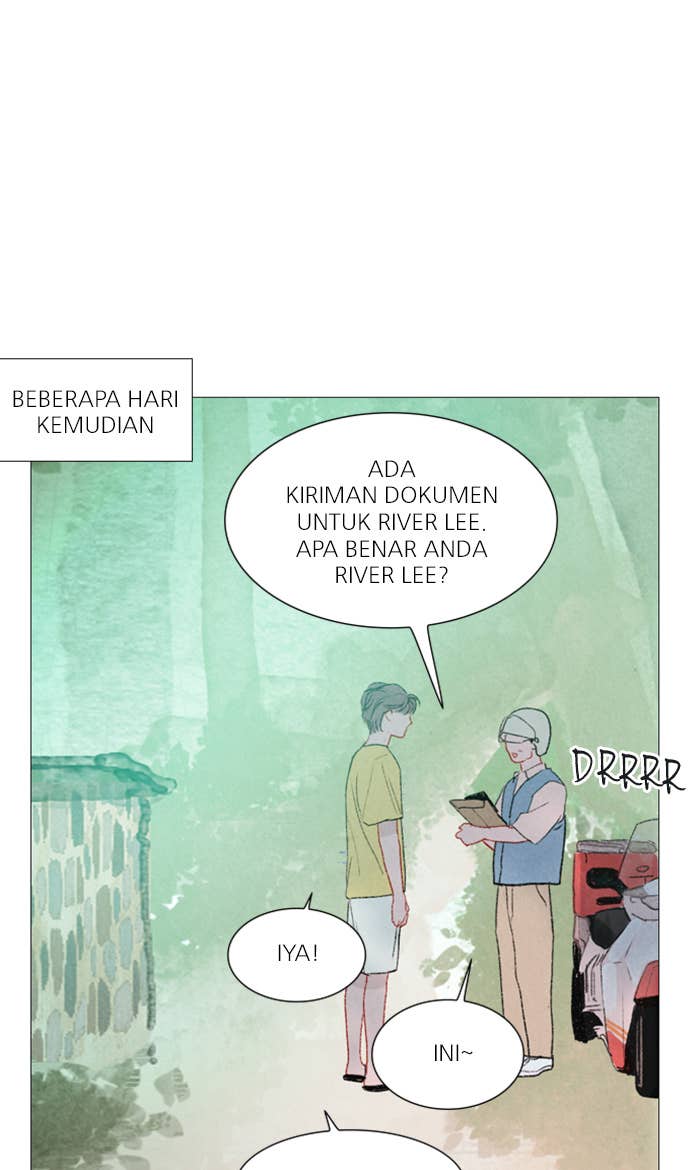 BEBERAPA HARI
KEMUDIAN
ADA
KIRIMAN DOKUMEN
UNTUK RIVER LEE.
APA BENAR ANDA
RIVER LEE?
DRRRR
IYA!
INI~